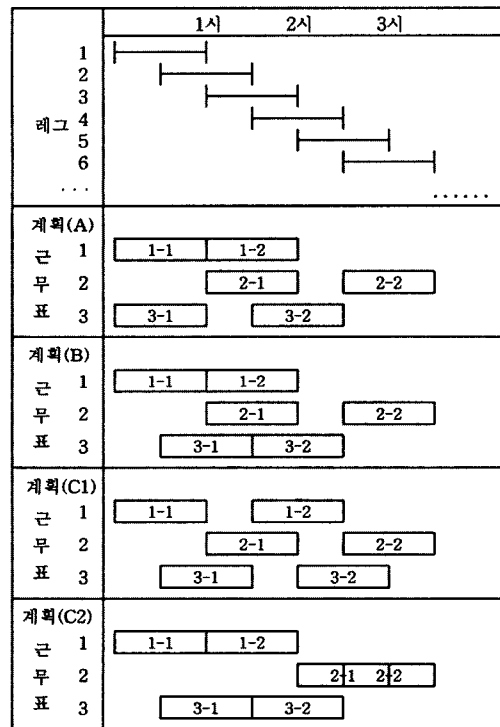 1시 2시 3시
1
2
3
레그 4
5
6
...
......
계획(A)
근 1 1-1 1-2
무 2 2-1 2-2
표 3 3-1 3-2
계획(B)
근 1 1-1 1-2
무 2 2-1 2-2
표 3 3-1 3-2
계획(C1)
근 1 1-1 1-2
무 2 2-1 2-2
표 3 3-1 3-2
계획(C2)
근 1 1-1 1-2
무 2 2-1 2-2
표 3 3-1 3-2